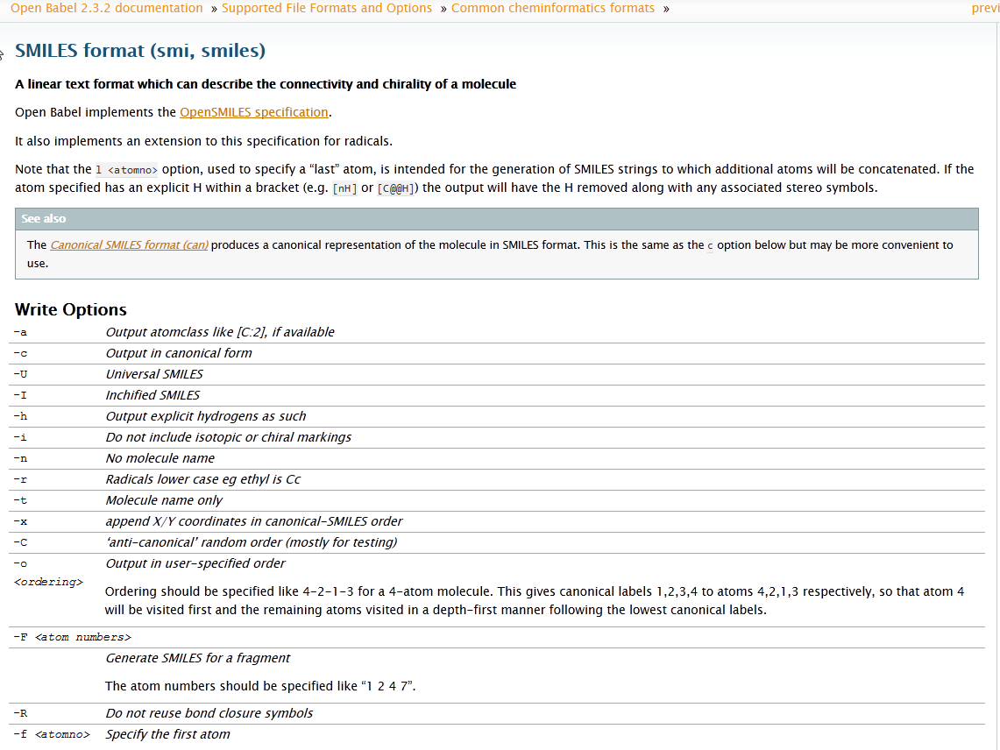 Open Babel 2.3.2 documentation » Supported File Formats and Options » Common cheminformatics formats » previ
SMILES format (smi, smiles)
A linear text format which can describe the connectivity and chirality of a molecule
Open Babel implements the OpenSMILES specification.
It also implements an extension to this specification for radicals.
Note that the l <atomno> option, used to specify a “last” atom, is intended for the generation of SMILES strings to which additional atoms will be concatenated. If the
atom specified has an explicit H within a bracket (e.g. [nH] or [C@@H]) the output will have the H removed along with any associated stereo symbols.
See also
The Canonical SMILES format (can) produces a canonical representation of the molecule in SMILES format. This is the same as the c option below but may be more convenient to
use.
Write Options
-a Output atomclass like [C:2], if available
-c Output in canonical form
-U Universal SMILES
-I Inchified SMILES
-h Output explicit hydrogens as such
-i Do not include isotopic or chiral markings
-n No molecule name
-r Radicals lower case eg ethyl is Cc
-t Molecule name only
-x append X/Y coordinates in canonical-SMILES order
-C ‘anti-canonical’ random order (mostly for testing)
-o Output in user-specified order
<ordering>
Ordering should be specified like 4-2-1-3 for a 4-atom molecule. This gives canonical labels 1,2,3,4 to atoms 4,2,1,3 respectively, so that atom 4
will be visited first and the remaining atoms visited in a depth-first manner following the lowest canonical labels.
-F <atom numbers>
Generate SMILES for a fragment
The atom numbers should be specified like “1 2 4 7”.
-R Do not reuse bond closure symbols
-f <atomno> Specify the first atom